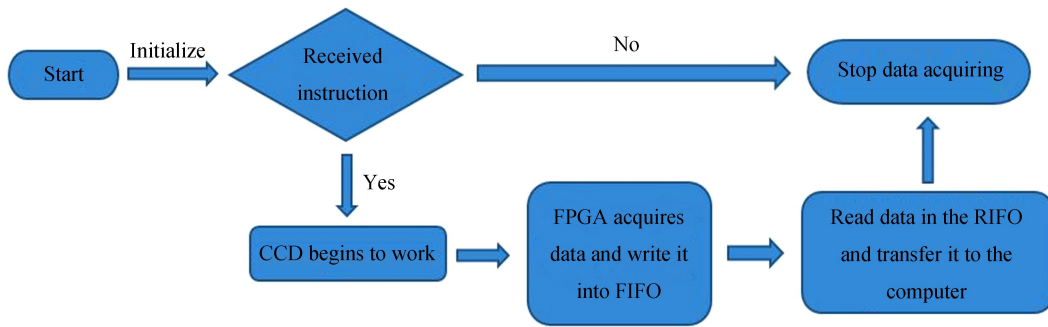 Start
Initialize
Received
instruction
No
Stop data acquiring
Yes
CCD begins to work
FPGA acquires
data and write it
into FIFO
Read data in the RIFO
and transfer it to the
computer